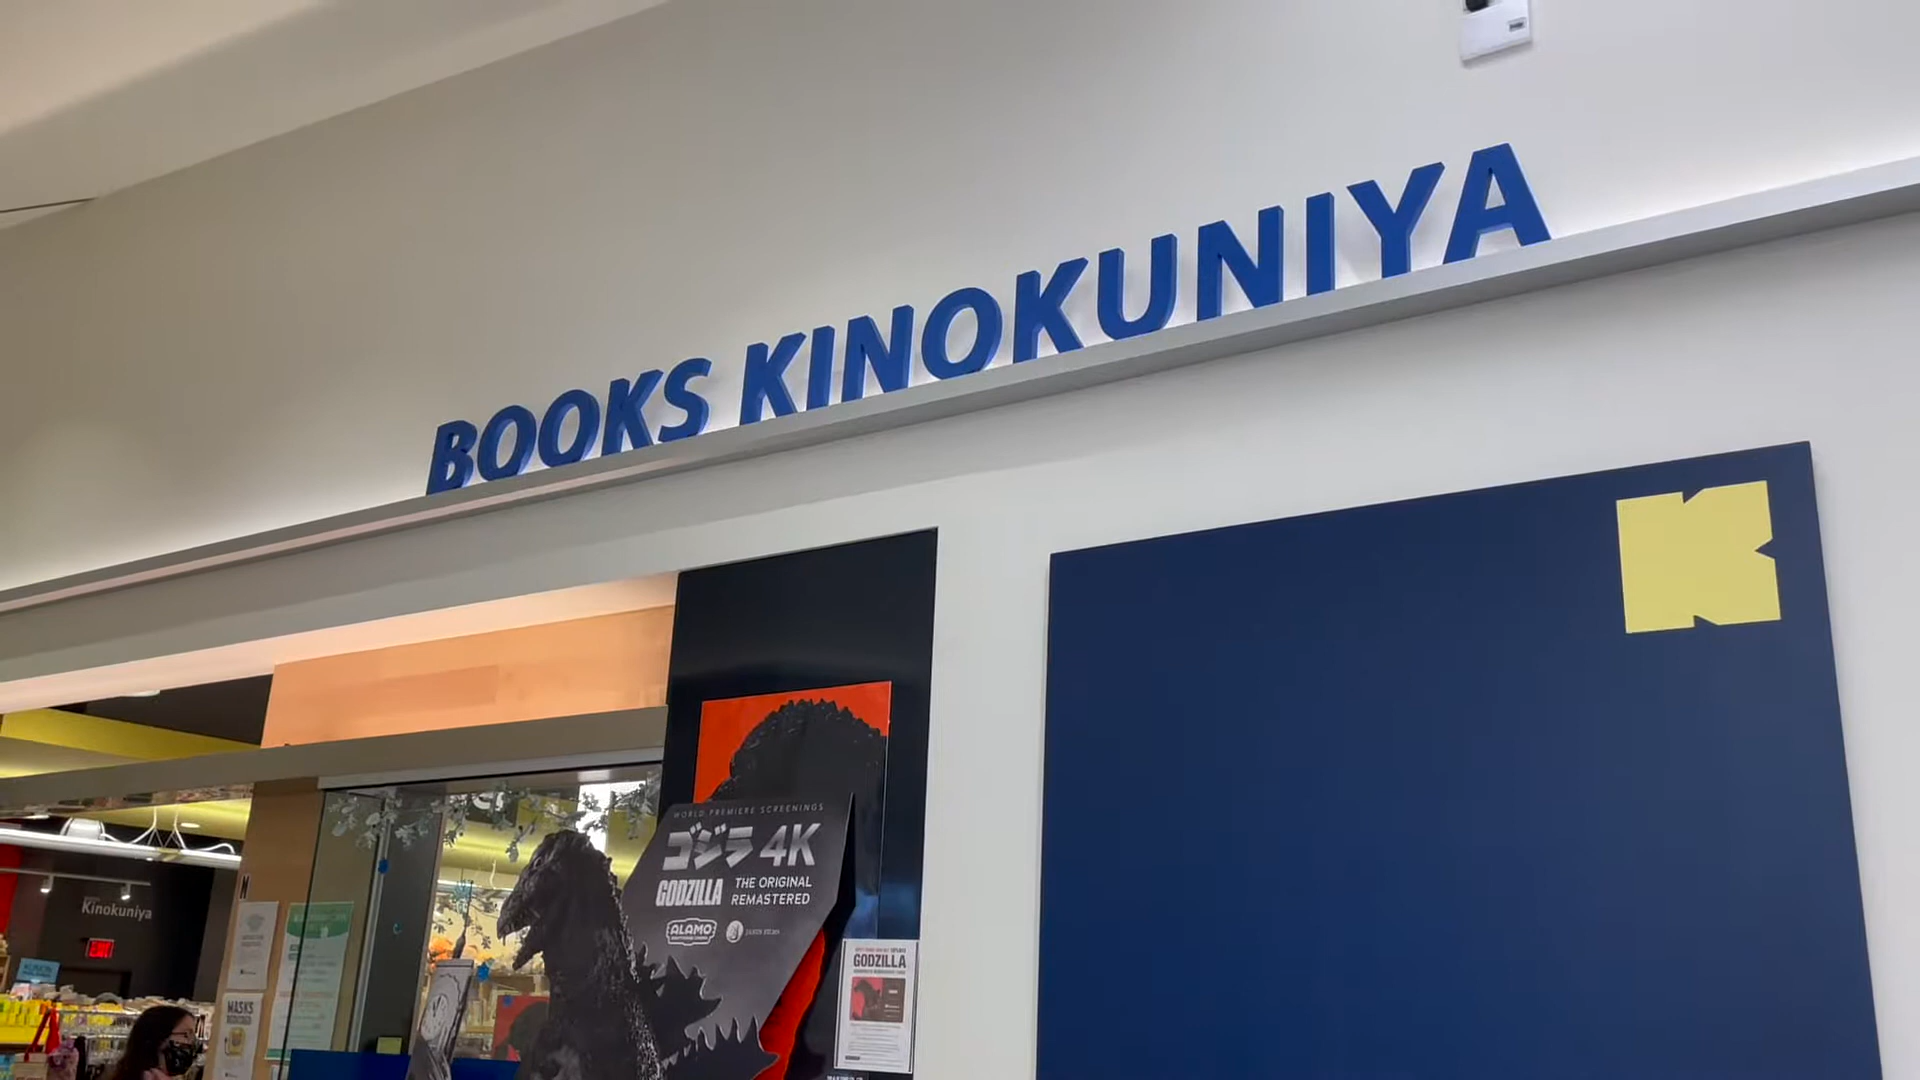 BOOKS KINOKUNIYA
WORLD PREMIERE SCREENINGS
ゴジラ 4K
GODZILLA THE ORIGINAL
REMASTERED
ALAMO
GODZILLA
Kinokuniya
EXIT
MASKS